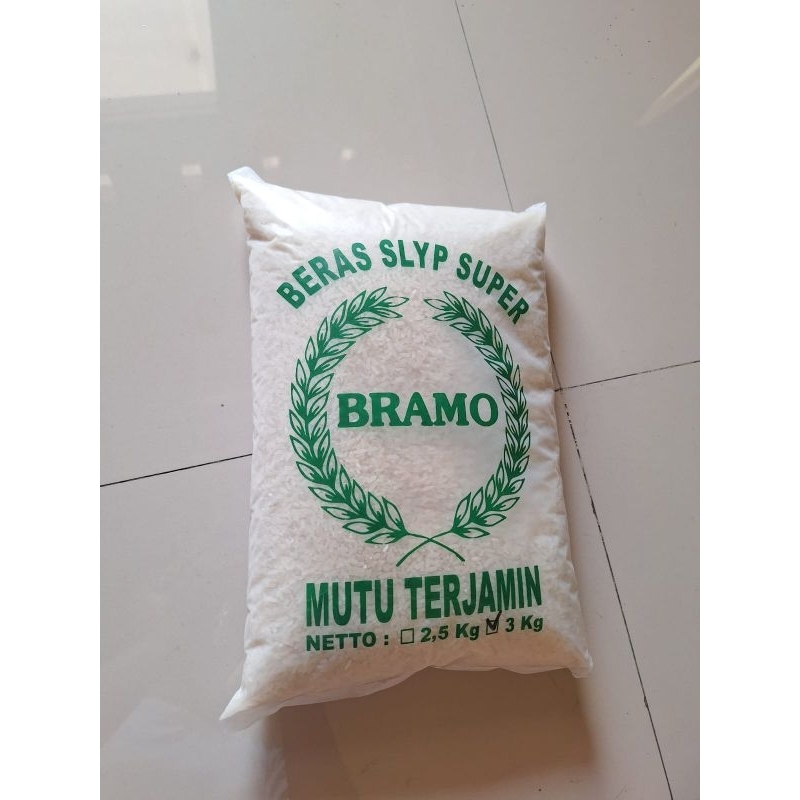 BERAS SLYP SUPER
BRAMO
MUTU TERJAMIN
NETTO : ☐ 2,5 Kg ☑ 3 Kg